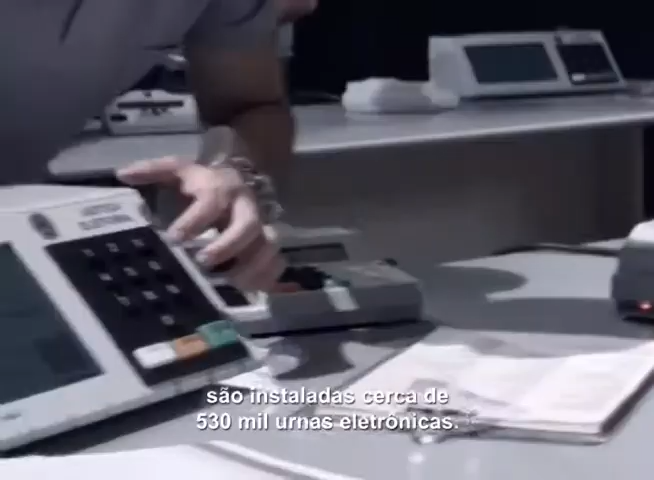 são instaladas cerca de
530 mil urnas eletrônicas.